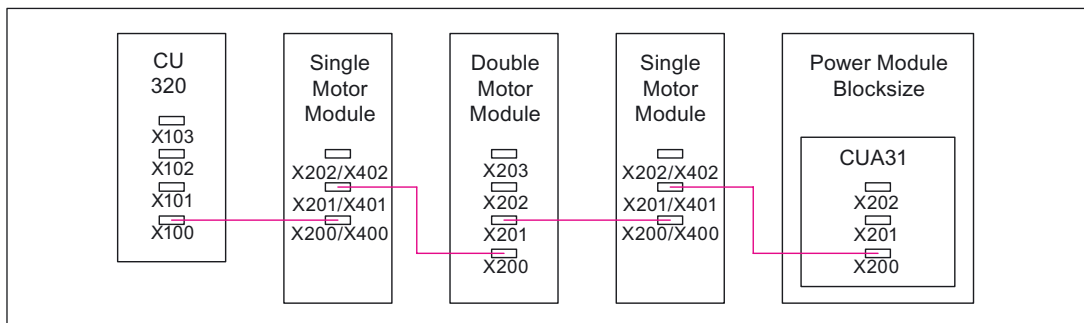 CU
320
X103
X102
X101
X100
Single
Motor
Module
X202/X402
X201/X401
X200/X400
Double
Motor
Module
X203
X202
X201
X200
Single
Motor
Module
X202/X402
X201/X401
X200/X400
Power Module
Blocksize
CUA31
X202
X201
X200